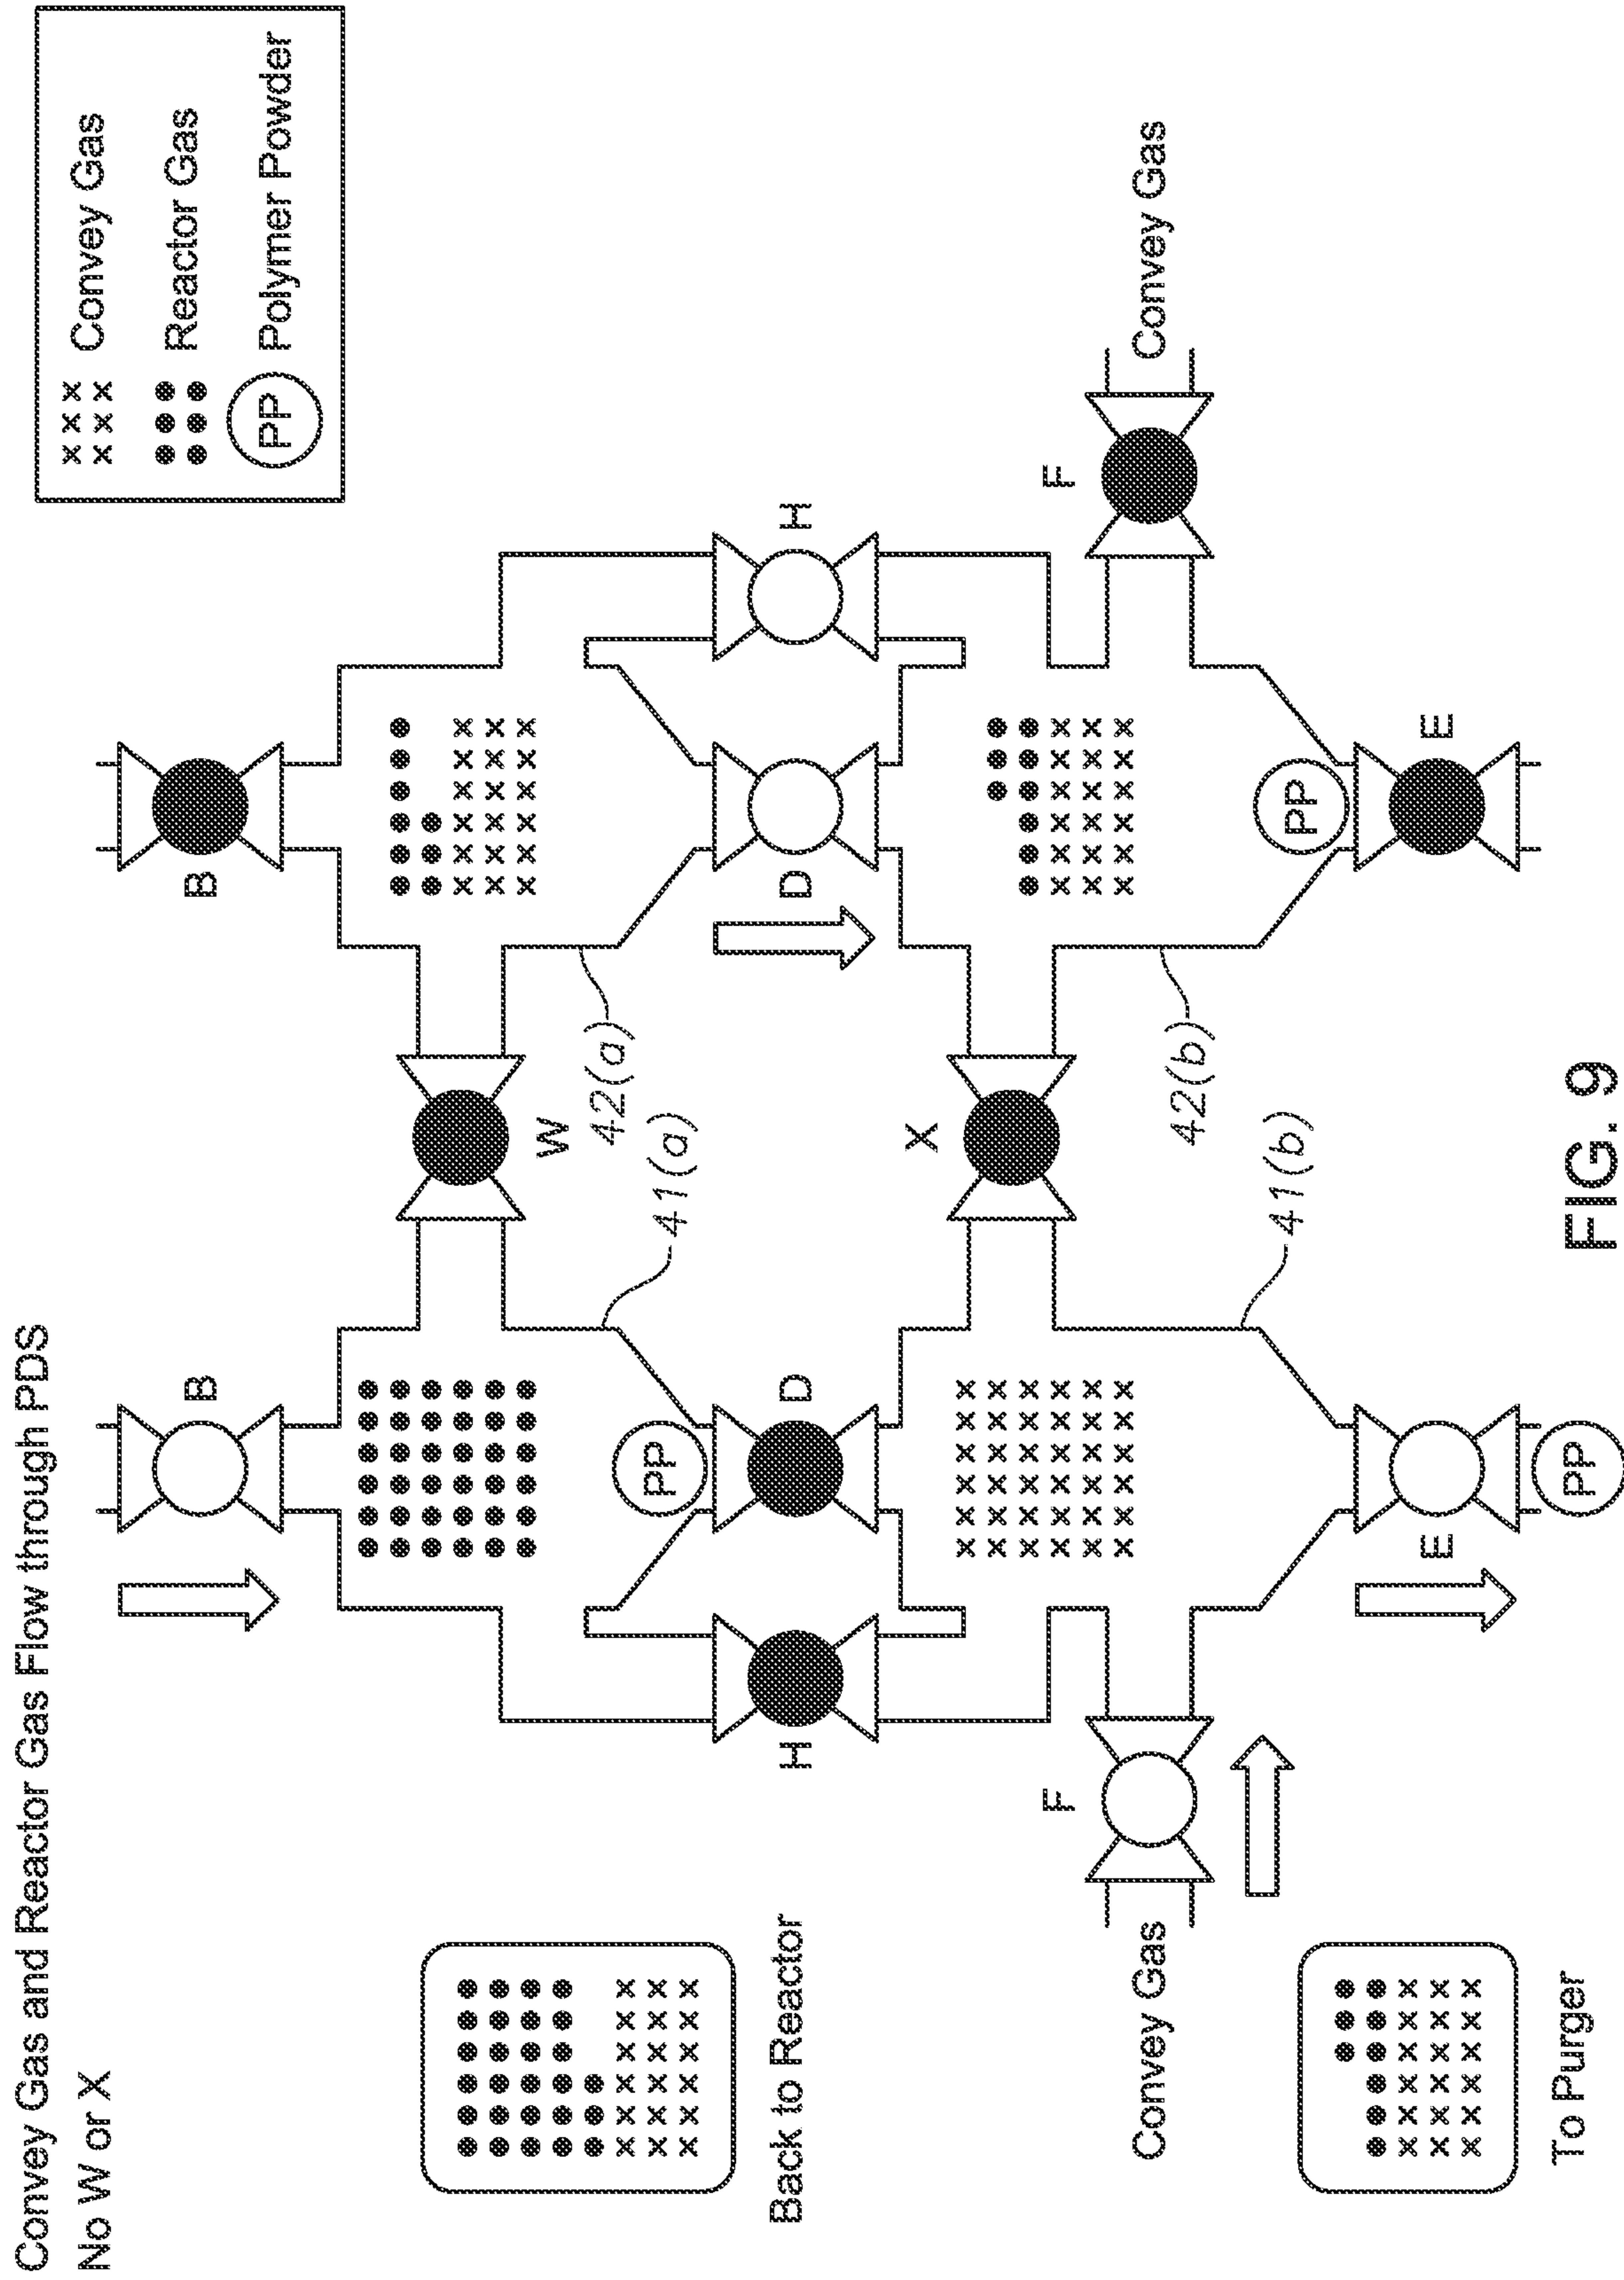 Convey Gas and Reactor Gas Flow through PDS
No W or X
Convey Gas
Reactor Gas
PP Polymer Powder
B
B
W
42(a)
41(a)
PP
Back to Reactor
H
D
D
H
X
F
F
Convey Gas
Convey Gas
42(b)
41(b)
PP
E
E
To Purger
PP
FIG. 9